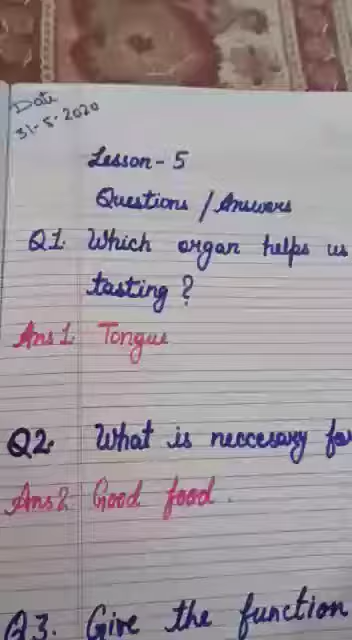 Date
31-5-2020
Lesson-5
Questions / Answers
Q1. Which organ helps us
tasting ?
Ans 1. Tongue
Q2. What is neccesary for
Ans 2. Good food.
Q3. Give the function